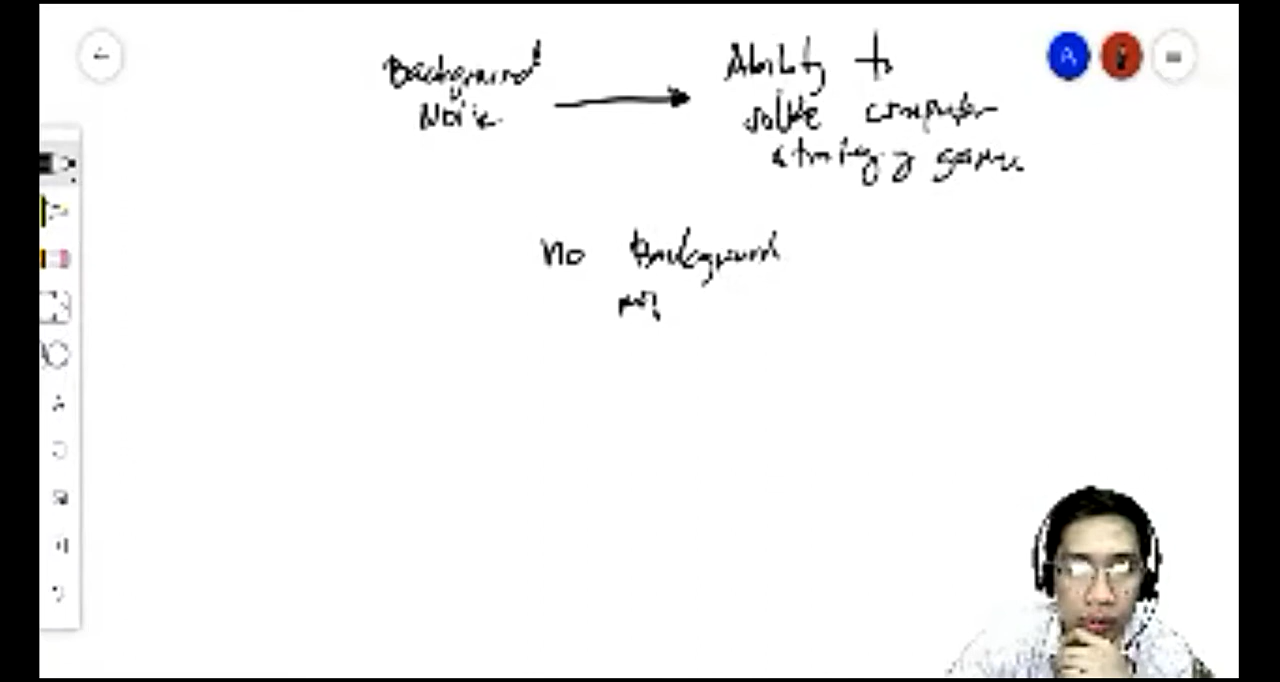 Background
Noise
Ability to
solve computer
strategy game
No Background
A